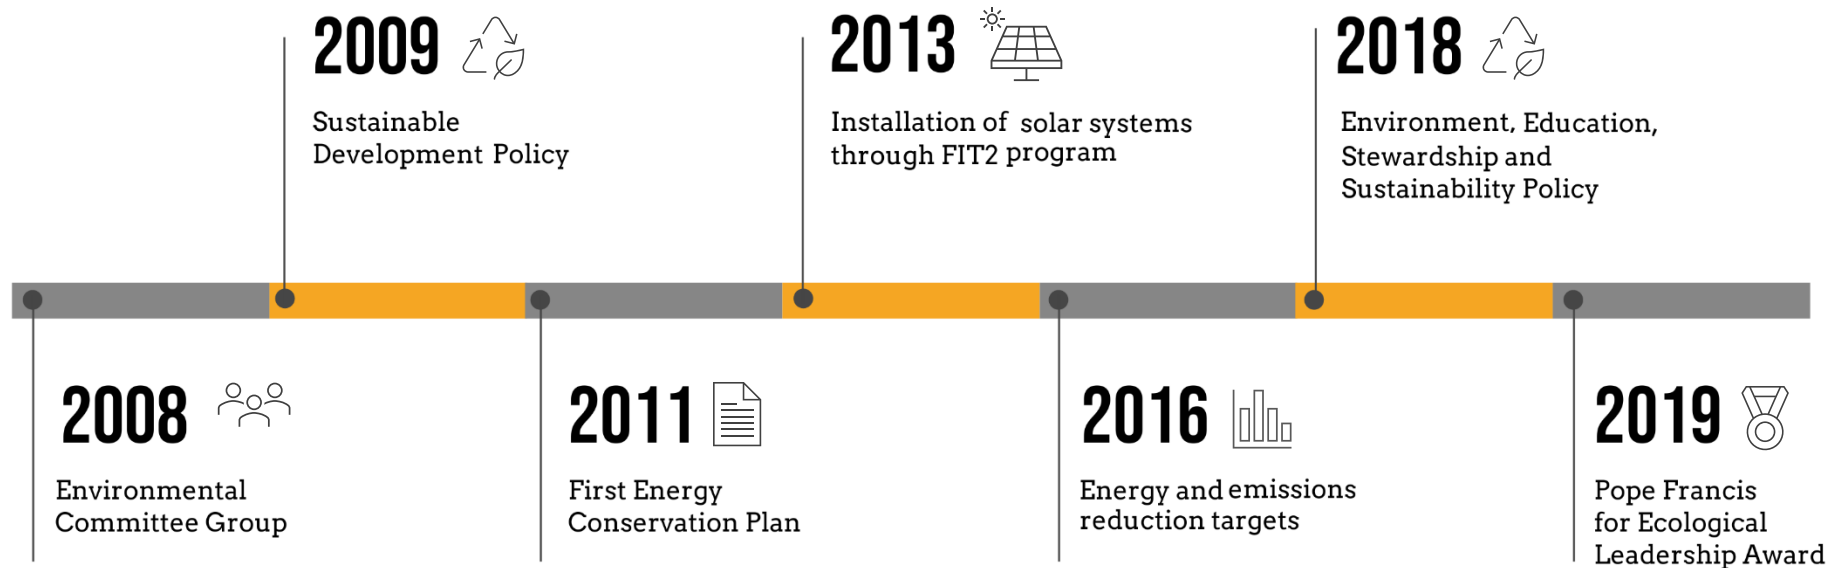 2009
Sustainable
Development Policy
2013
Installation of solar systems
through FIT2 program
2018
Environment, Education,
Stewardship and
Sustainability Policy
2008
Environmental
Committee Group
2011
First Energy
Conservation Plan
2016
Energy and emissions
reduction targets
2019
Pope Francis
for Ecological
Leadership Award